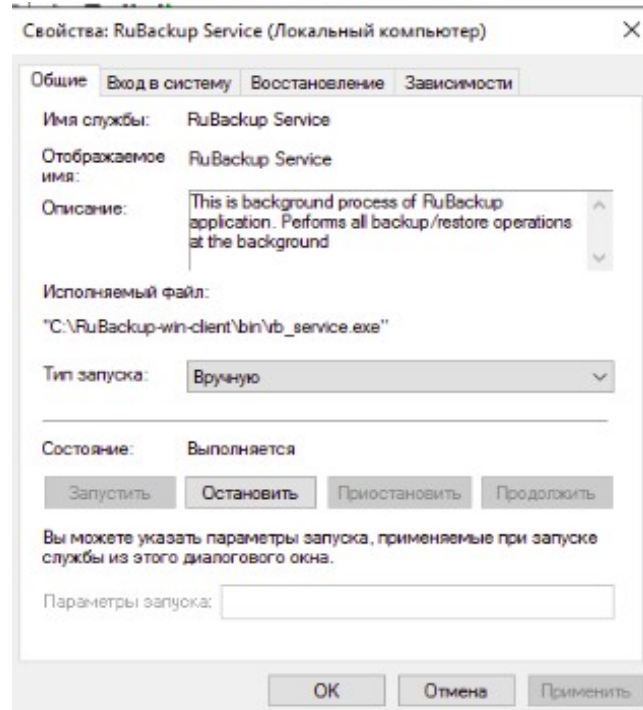 Свойства: RuBackup Service (Локальный компьютер)
Общие Вход в систему Восстановление Зависимости
Имя службы: RuBackup Service
Отображаемое имя: RuBackup Service
Описание: This is background process of RuBackup
application. Performs all backup/restore operations
at the background
Исполняемый файл:
"C:\RuBackup-win-client\bin\rb_service.exe"
Тип запуска: Вручную
Состояние: Выполняется
Запустить Остановить Приостановить Продолжить
Вы можете указать параметры запуска, применяемые при запуске
службы из этого диалогового окна.
Параметры запуска:
OK Отмена Применить